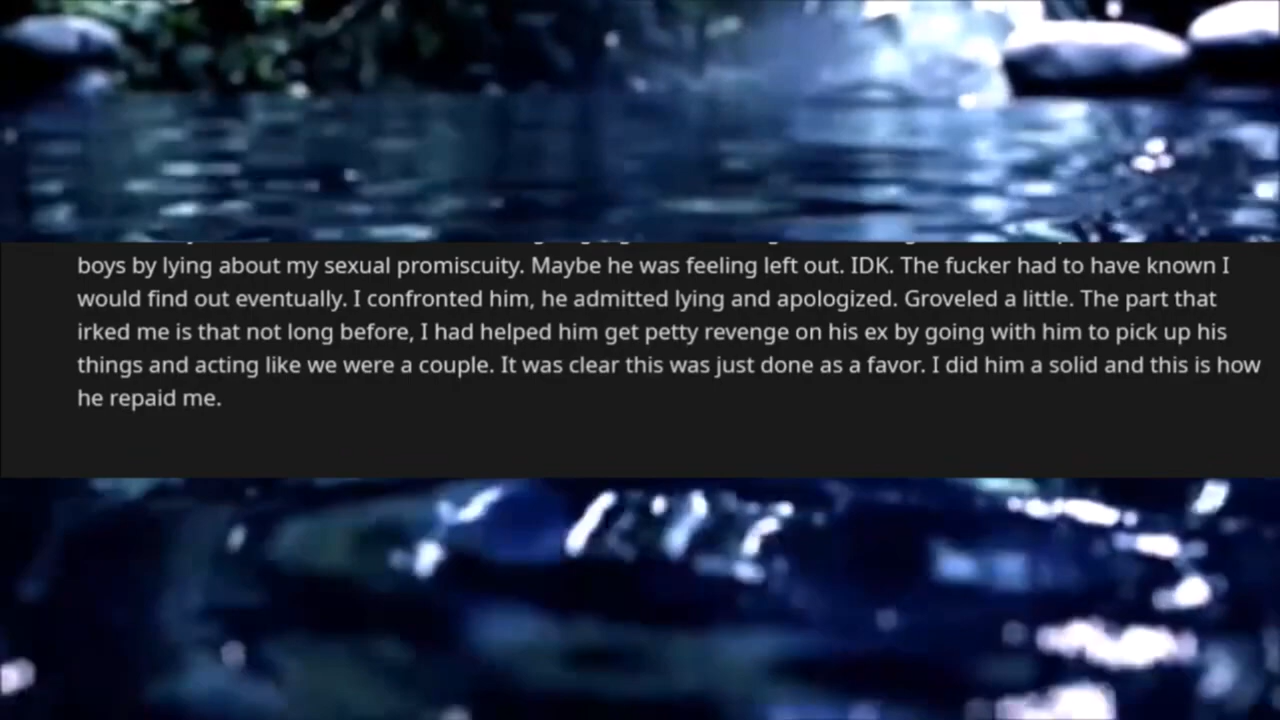 boys by lying about my sexual promiscuity. Maybe he was feeling left out. IDK. The fucker had to have known I
would find out eventually. I confronted him, he admitted lying and apologized. Groveled a little. The part that
irked me is that not long before, I had helped him get petty revenge on his ex by going with him to pick up his
things and acting like we were a couple. It was clear this was just done as a favor. I did him a solid and this is how
he repaid me.